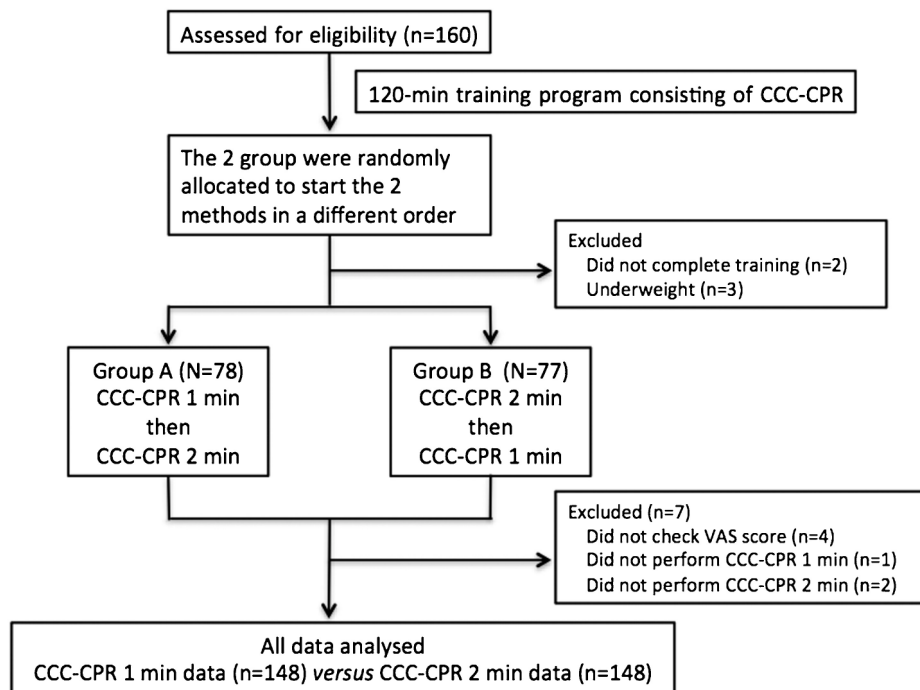 Assessed for eligibility (n=160)
120-min training program consisting of CCC-CPR
The 2 group were randomly
allocated to start the 2
methods in a different order
Excluded
Did not complete training (n=2)
Underweight (n=3)
Group A (N=78)
CCC-CPR 1 min
then
CCC-CPR 2 min
Group B (N=77)
CCC-CPR 2 min
then
CCC-CPR 1 min
Excluded (n=7)
Did not check VAS score (n=4)
Did not perform CCC-CPR 1 min (n=1)
Did not perform CCC-CPR 2 min (n=2)
All data analysed
CCC-CPR 1 min data (n=148) versus CCC-CPR 2 min data (n=148)